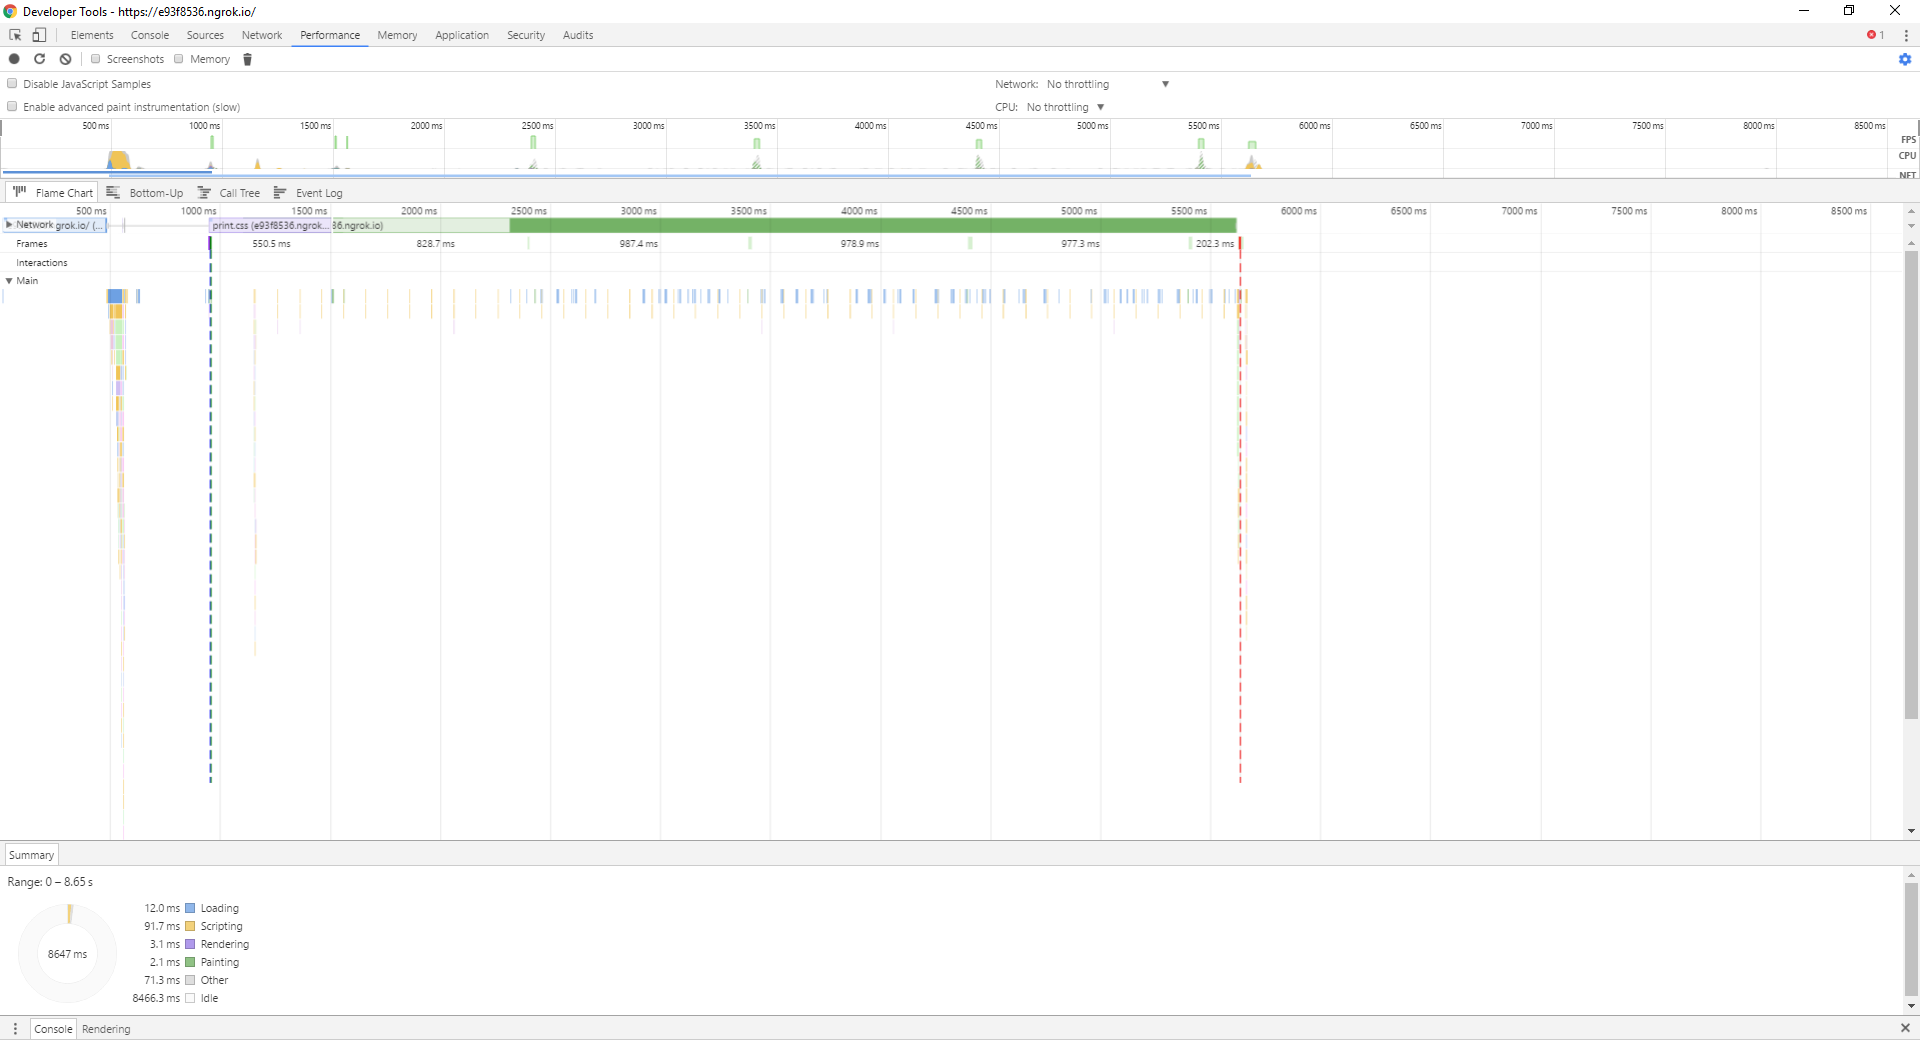 Developer Tools - https://e93f8536.ngrok.io/
Elements Console Sources Network Performance Memory Application Security Audits 1
Screenshots Memory
Disable JavaScript Samples Network: No throttling
Enable advanced paint instrumentation (slow) CPU: No throttling
500 ms 1000 ms 1500 ms 2000 ms 2500 ms 3000 ms 3500 ms 4000 ms 4500 ms 5000 ms 5500 ms 6000 ms 6500 ms 7000 ms 7500 ms 8000 ms 8500 ms
FPS
CPU
NET
Flame Chart Bottom-Up Call Tree Event Log
500 ms 1000 ms 1500 ms 2000 ms 2500 ms 3000 ms 3500 ms 4000 ms 4500 ms 5000 ms 5500 ms 6000 ms 6500 ms 7000 ms 7500 ms 8000 ms 8500 ms
Network grok.io/ (... print.css (e93f8536.ngrok... 36.ngrok.io)
Frames 550.5 ms 828.7 ms 987.4 ms 978.9 ms 977.3 ms 202.3 ms
Interactions
Main
Summary
Range: 0 – 8.65 s
12.0 ms Loading
91.7 ms Scripting
3.1 ms Rendering
8647 ms
2.1 ms Painting
71.3 ms Other
8466.3 ms Idle
Console Rendering